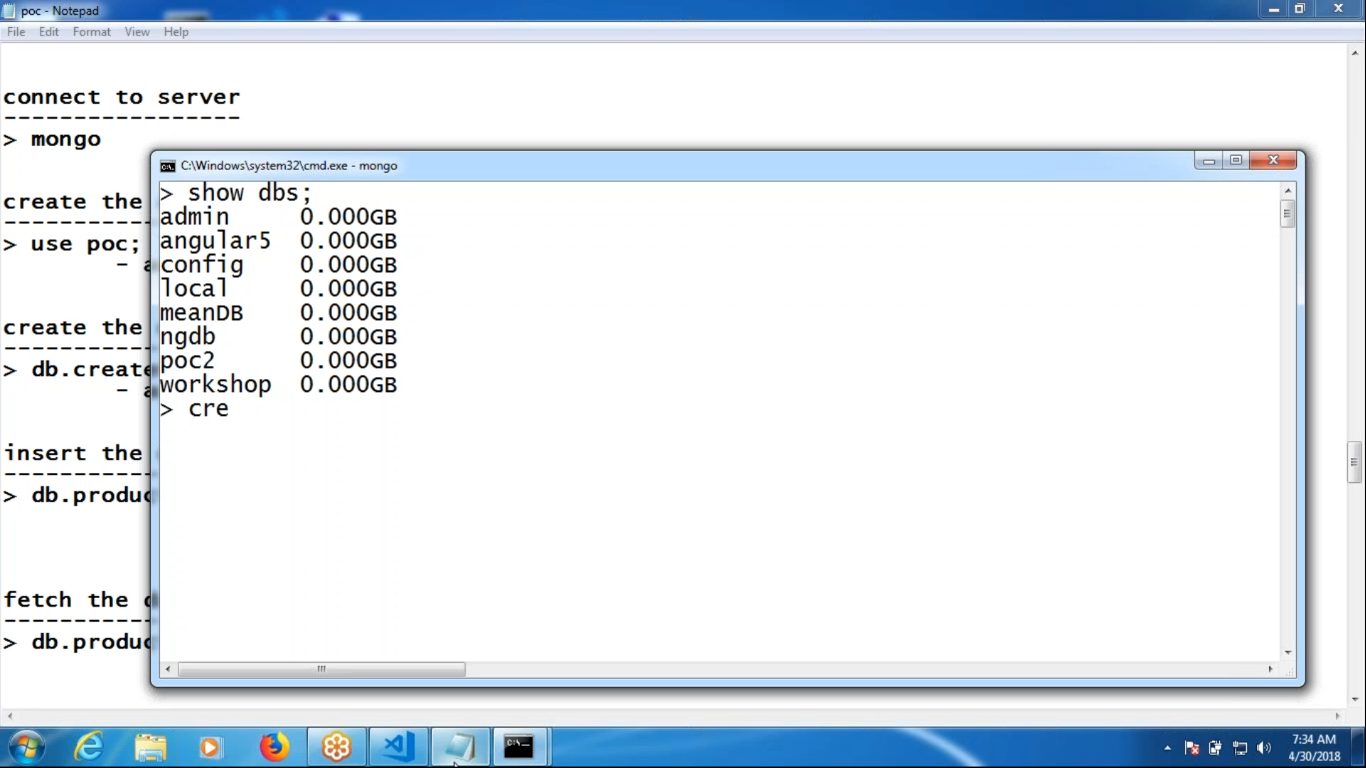 poc - Notepad
File Edit Format View Help
connect to server
-----------------
> mongo
create the
> use poc;
-
create the
> db.create
-
insert the
> db.produc
fetch the
> db.produc
C:\Windows\system32\cmd.exe - mongo
> show dbs;
admin 0.000GB
angular5 0.000GB
config 0.000GB
local 0.000GB
meanDB 0.000GB
ngdb 0.000GB
poc2 0.000GB
workshop 0.000GB
> cre
C:\_
7:34 AM
4/30/2018